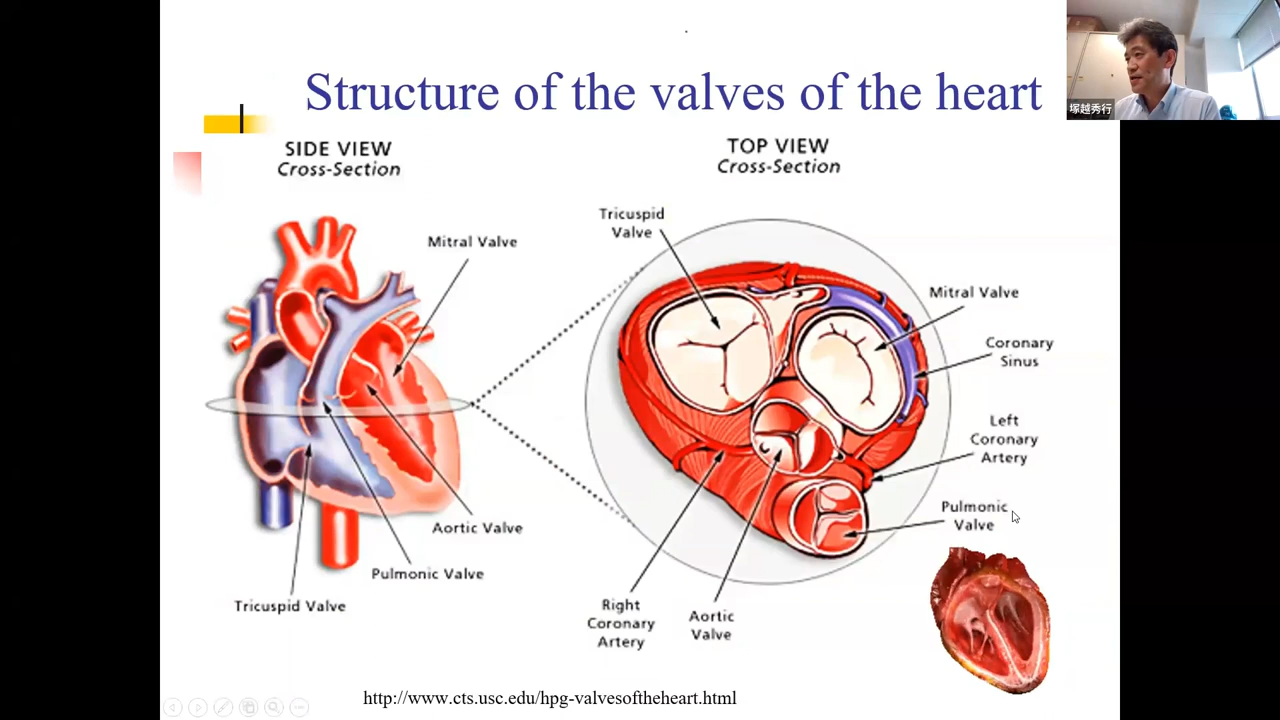 Structure of the valves of the heart
塚越秀行
SIDE VIEW
Cross-Section
TOP VIEW
Cross-Section
Mitral Valve
Aortic Valve
Pulmonic Valve
Tricuspid Valve
Tricuspid
Valve
Mitral Valve
Coronary
Sinus
Left
Coronary
Artery
Pulmonic
Valve
Right
Coronary
Artery
Aortic
Valve
http://www.cts.usc.edu/hpg-valvesoftheheart.html